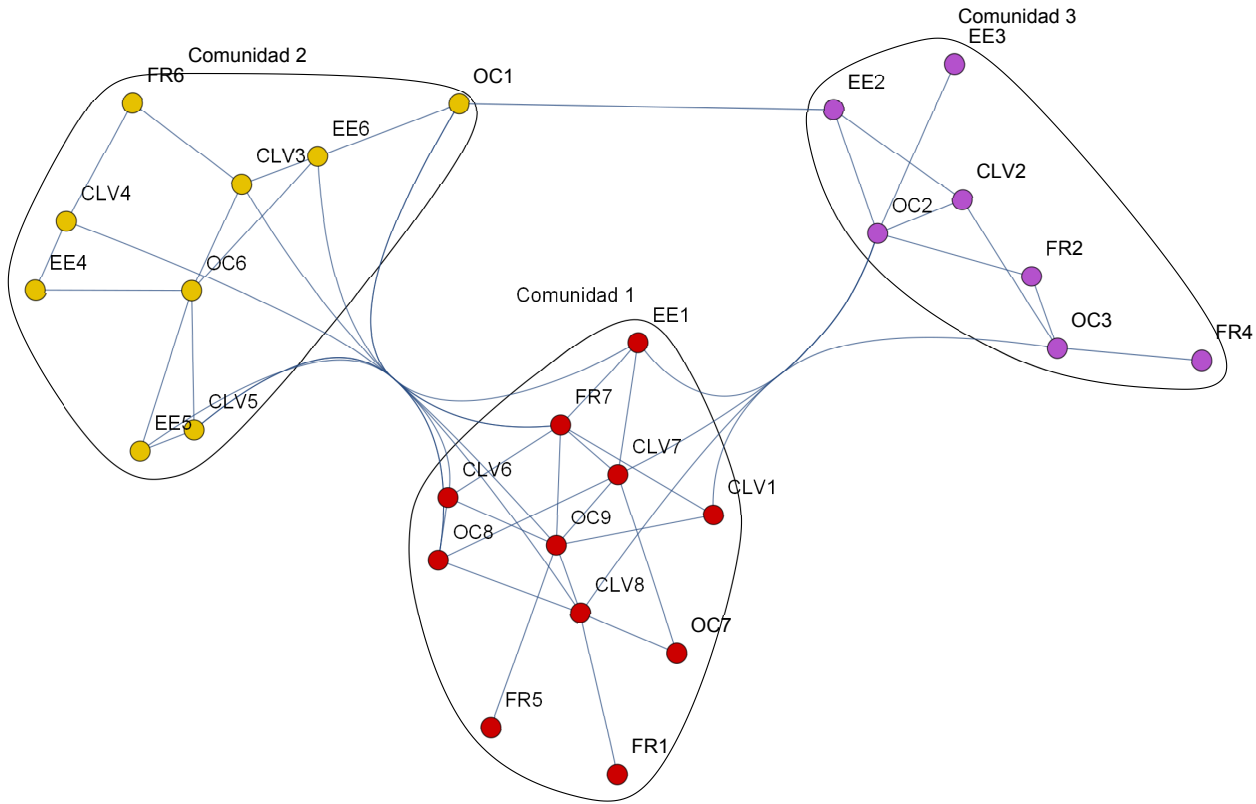 Comunidad 3
EE3
Comunidad 2
FR6
OC1
EE2
EE6
CLV3
CLV4
CLV2
OC2
EE4
OC6
FR2
Comunidad 1
EE1
OC3
FR4
FR7
CLV5
EE5
CLV7
CLV6
CLV1
OC8
OC9
CLV8
OC7
FR5
FR1